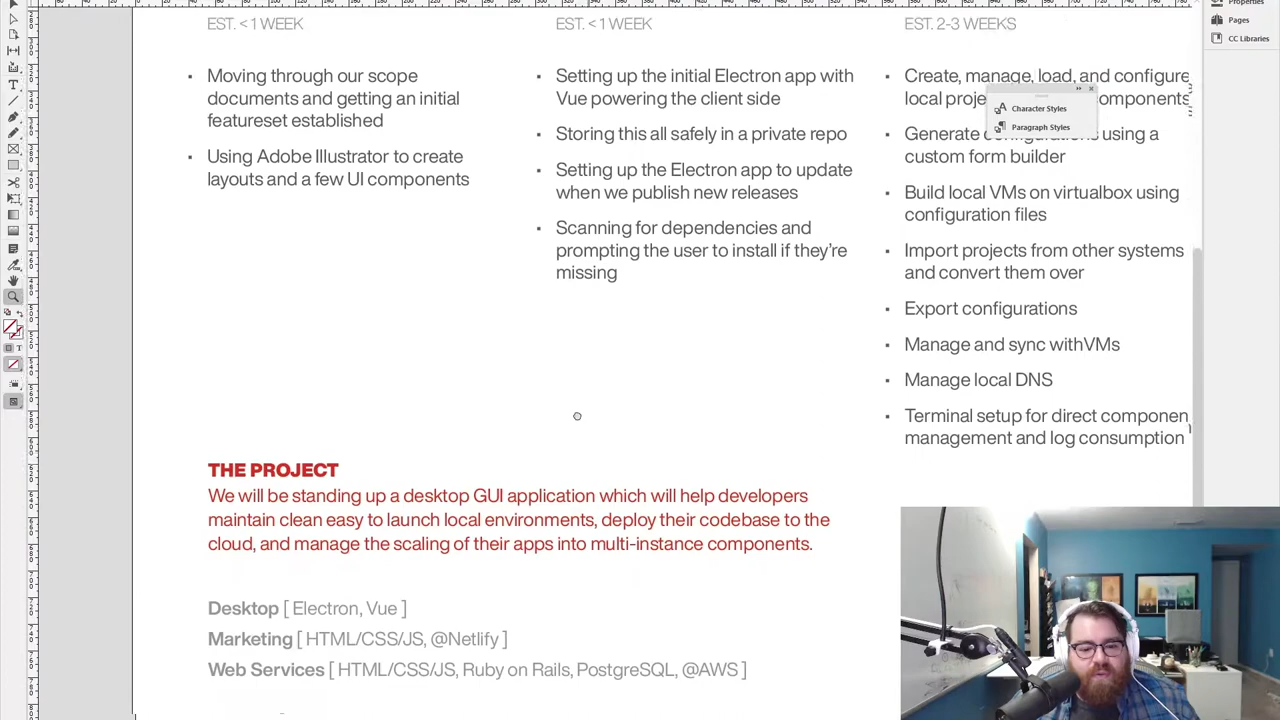 Properties
Pages
CC Libraries
EST. < 1 WEEK
Moving through our scope
documents and getting an initial
featureset established
Using Adobe Illustrator to create
layouts and a few UI components
EST. < 1 WEEK
Setting up the initial Electron app with
Vue powering the client side
Storing this all safely in a private repo
Setting up the Electron app to update
when we publish new releases
Scanning for dependencies and
prompting the user to install if they're
missing
EST. 2-3 WEEKS
Create, manage, load, and configure
local proje omponents
Generate configurations using a
custom form builder
Build local VMs on virtualbox using
configuration files
Import projects from other systems
and convert them over
Export configurations
Manage and sync withVMs
Manage local DNS
Terminal setup for direct componen
management and log consumption
Character Styles
Paragraph Styles
THE PROJECT
We will be standing up a desktop GUI application which will help developers
maintain clean easy to launch local environments, deploy their codebase to the
cloud, and manage the scaling of their apps into multi-instance components.
Desktop [ Electron, Vue ]
Marketing [ HTML/CSS/JS, @Netlify ]
Web Services [ HTML/CSS/JS, Ruby on Rails, PostgreSQL, @AWS ]